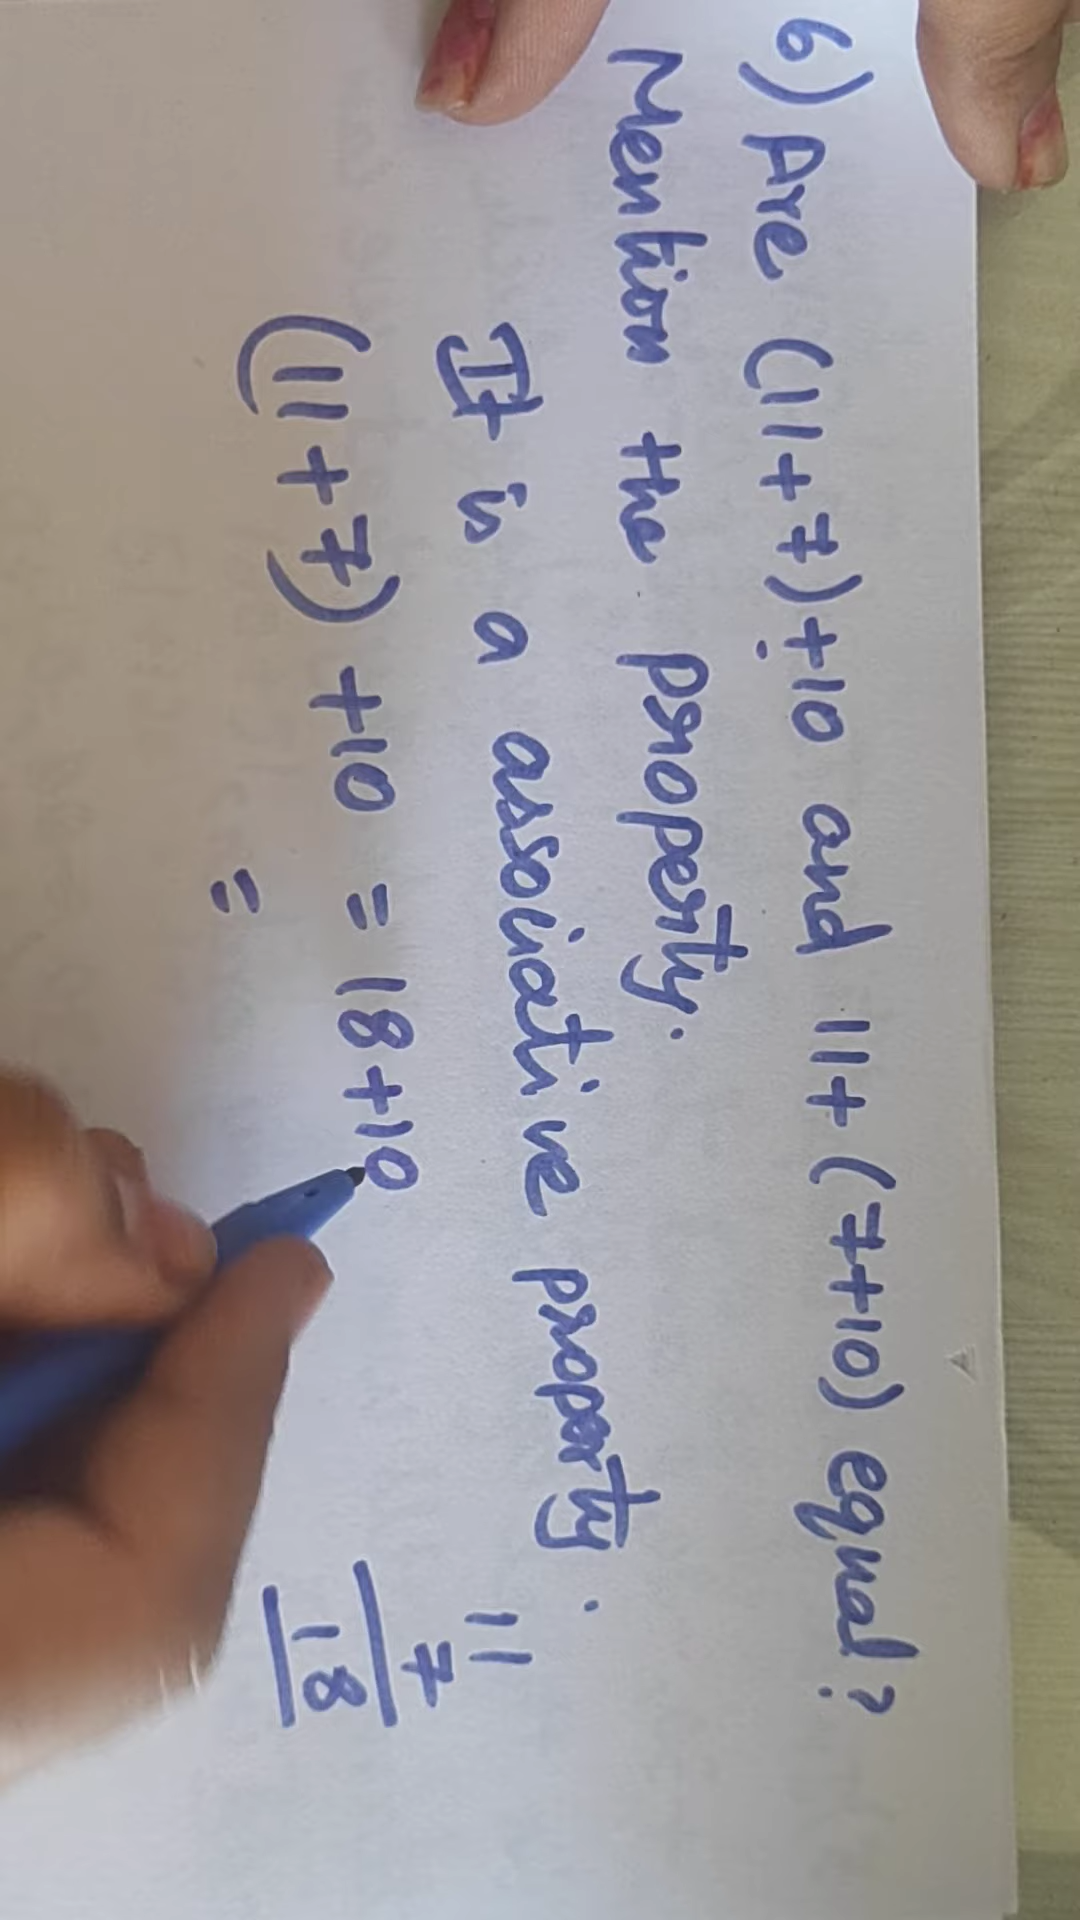 6) Are (11+7)+10 and 11+(7+10) equal?
Mention the property.
It is a associative property.
(11+7) +10 = 18+10
=
11
7
18